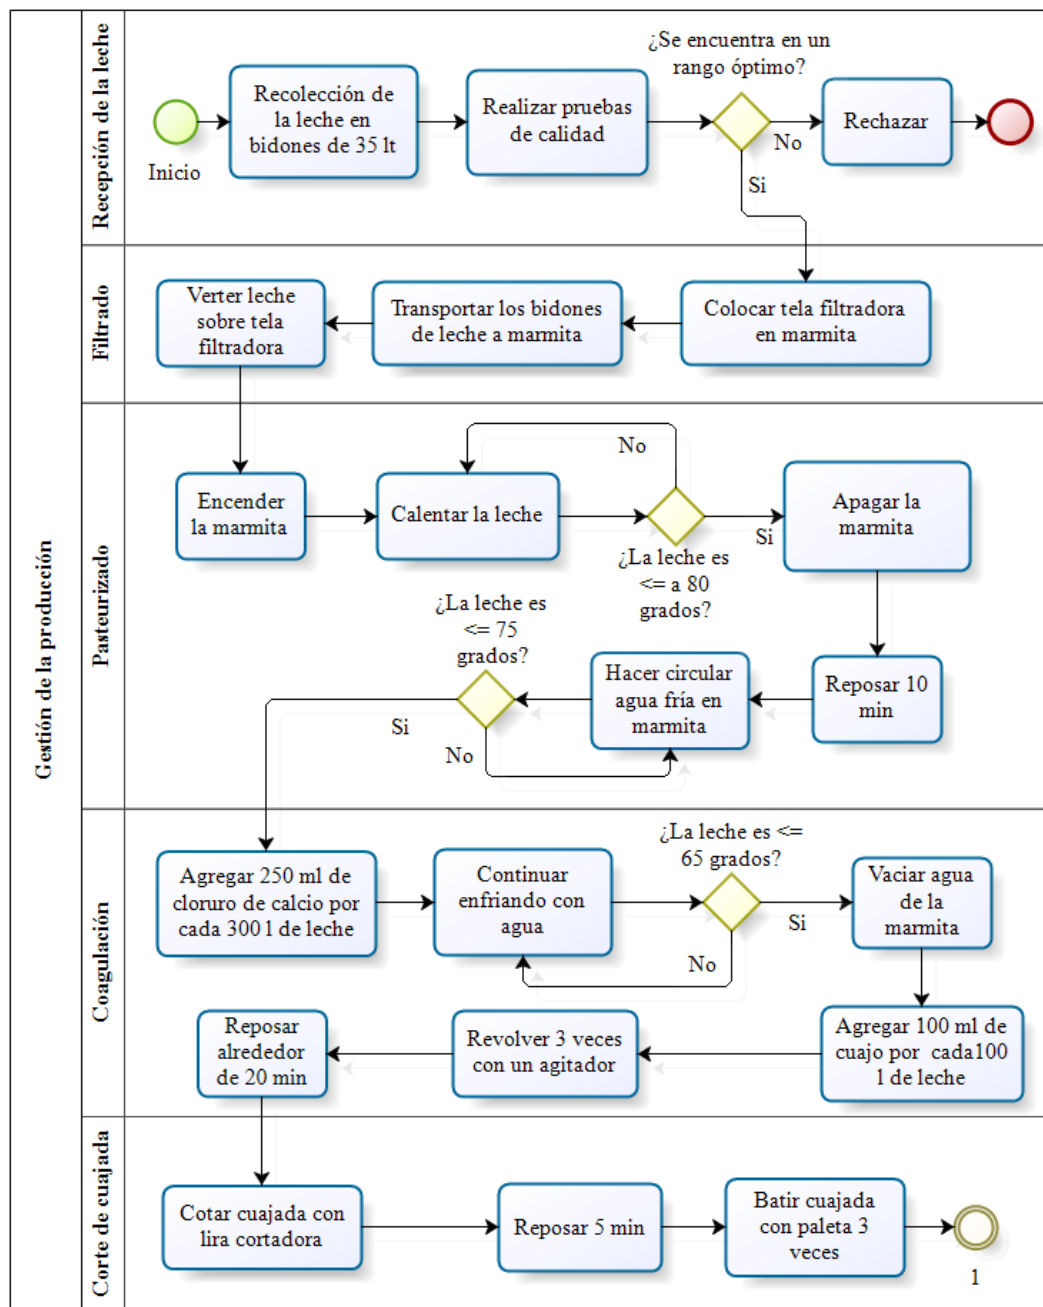 Gestión de la producción
Recepción de la leche
Inicio
Recolección de
la leche en
bidones de 35 lt
Realizar pruebas
de calidad
¿Se encuentra en un
rango óptimo?
No
Si
Rechazar
Filtrado
Verter leche
sobre tela
filtradora
Transportar los bidones
de leche a marmita
Colocar tela filtradora
en marmita
Pasteurizado
Encender
la marmita
Calentar la leche
No
Si
¿La leche es
<= a 80
grados?
Apagar la
marmita
¿La leche es
<= 75
grados?
Si
No
Hacer circular
agua fría en
marmita
Reposar 10
min
Coagulación
Agregar 250 ml de
cloruro de calcio por
cada 300 l de leche
Continuar
enfriando con
agua
¿La leche es <=
65 grados?
Si
No
Vaciar agua
de la
marmita
Reposar
alrededor
de 20 min
Revolver 3 veces
con un agitador
Agregar 100 ml de
cuajo por cada100
l de leche
Corte de cuajada
Cotar cuajada con
lira cortadora
Reposar 5 min
Batir cuajada
con paleta 3
veces
1